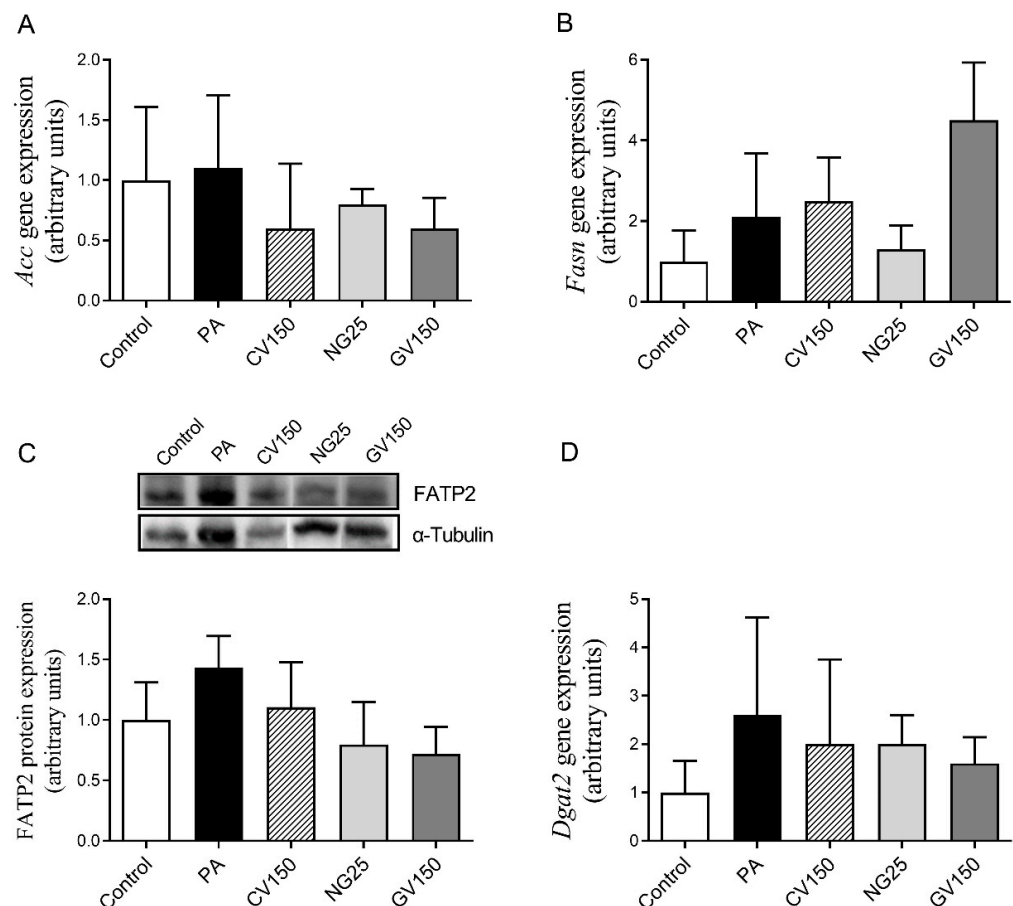 A
Acc gene expression
(arbitrary units)
2.0
1.5
1.0
0.5
0.0
Control
PA
CV150
NG25
GV150
B
Fasn gene expression
(arbitrary units)
6
4
2
0
Control
PA
CV150
NG25
GV150
C
Control
PA
CV150
NG25
GV150
FATP2
α-Tubulin
FATP2 protein expression
(arbitrary units)
2.0
1.5
1.0
0.5
0.0
Control
PA
CV150
NG25
GV150
D
Dgat2 gene expression
(arbitrary units)
5
4
3
2
1
0
Control
PA
CV150
NG25
GV150